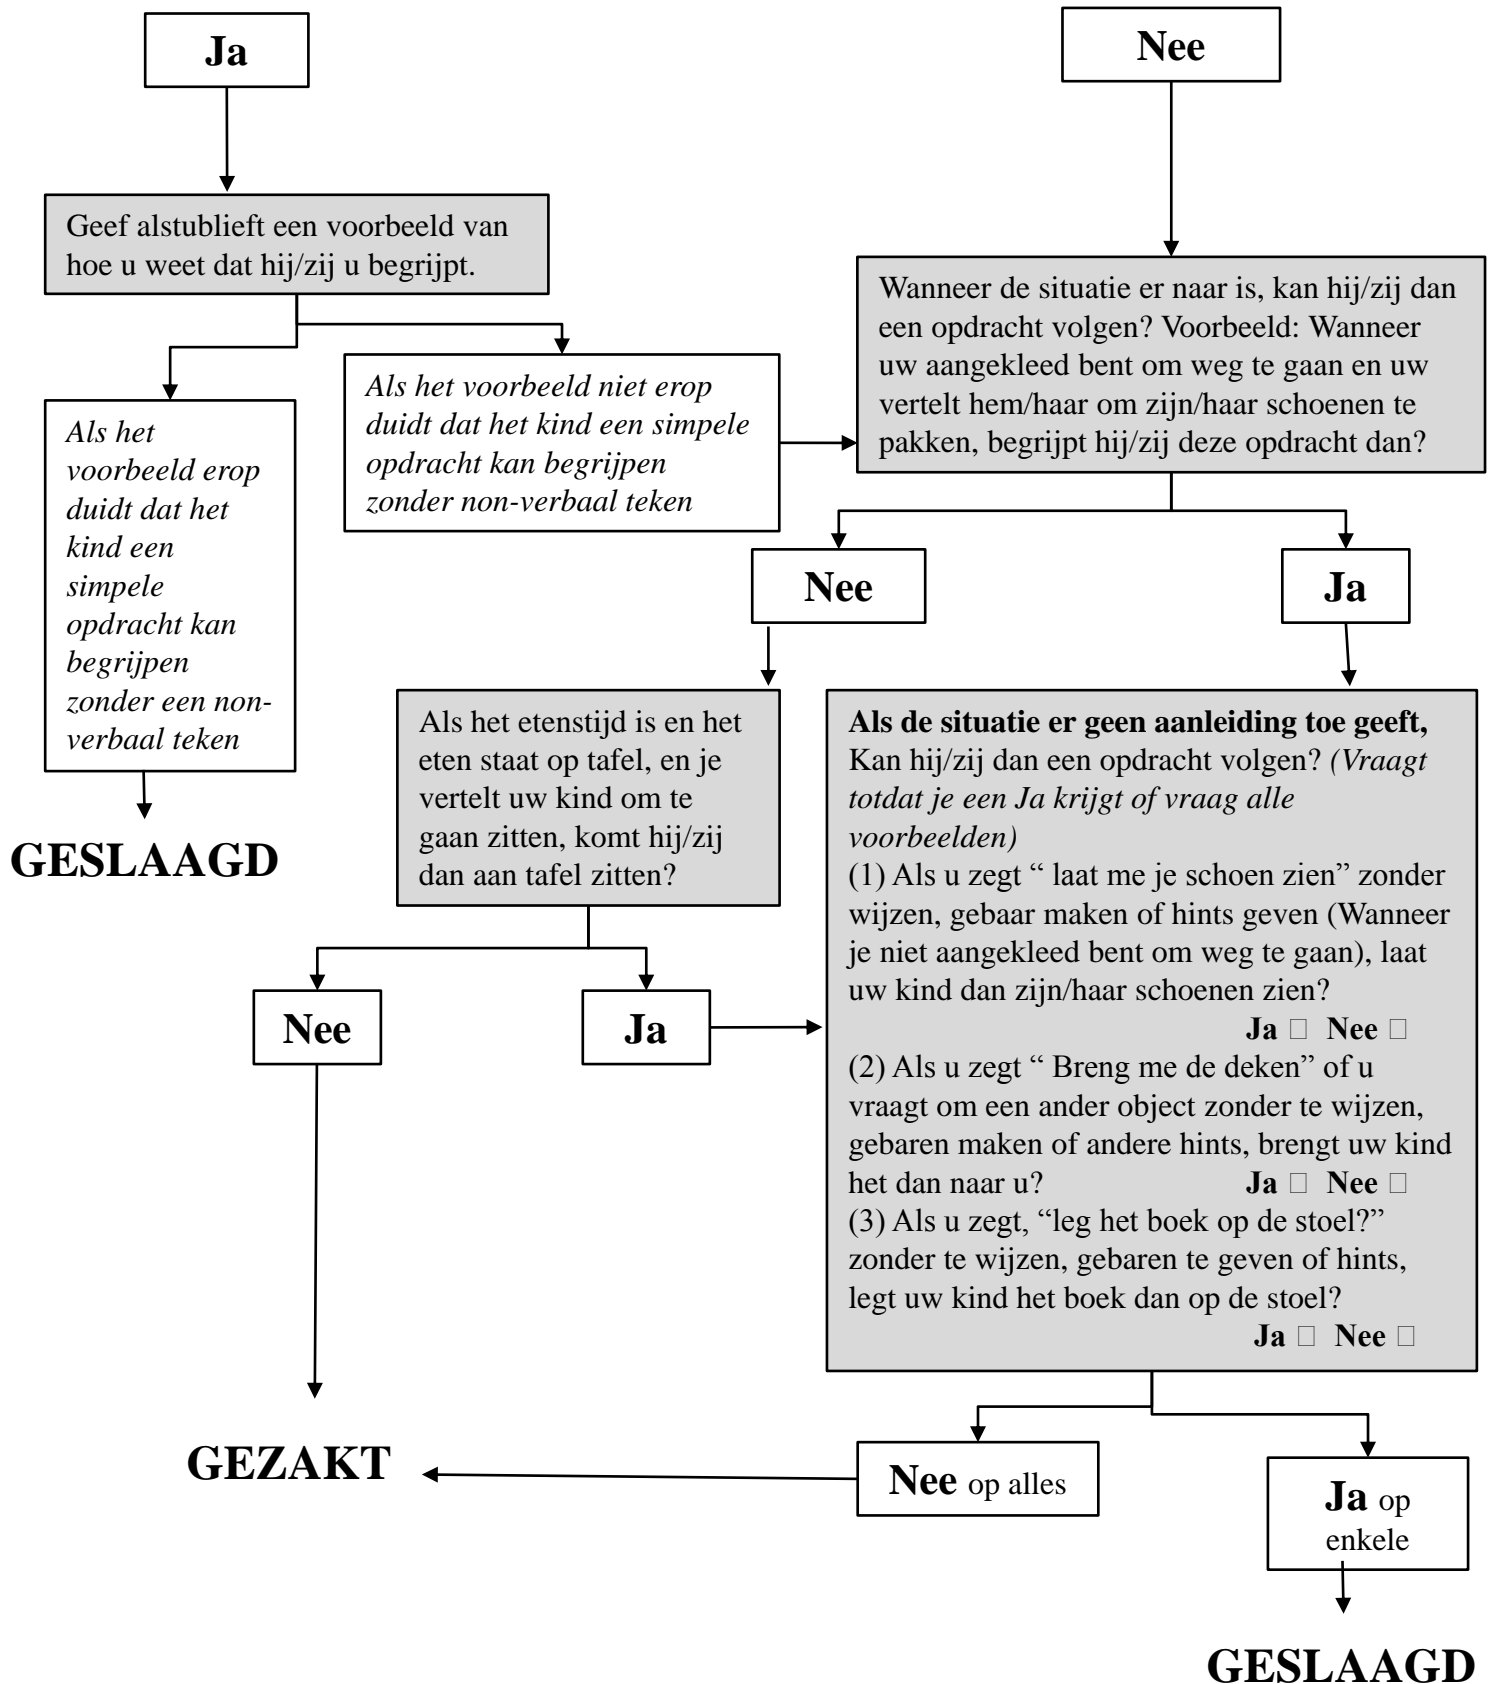 Ja
Nee
Geef alstublieft een voorbeeld van
hoe u weet dat hij/zij u begrijpt.
Wanneer de situatie er naar is, kan hij/zij dan
een opdracht volgen? Voorbeeld: Wanneer
uw aangekleed bent om weg te gaan en uw
vertelt hem/haar om zijn/haar schoenen te
pakken, begrijpt hij/zij deze opdracht dan?
Als het voorbeeld niet erop
duidt dat het kind een simpele
opdracht kan begrijpen
zonder non-verbaal teken
Als het
voorbeeld erop
duidt dat het
kind een
simpele
opdracht kan
begrijpen
zonder een non-
verbaal teken
GESLAAGD
Nee
Ja
Als het etenstijd is en het
eten staat op tafel, en je
vertelt uw kind om te
gaan zitten, komt hij/zij
dan aan tafel zitten?
Als de situatie er geen aanleiding toe geeft,
Kan hij/zij dan een opdracht volgen? (Vraagt
totdat je een Ja krijgt of vraag alle
voorbeelden)
(1) Als u zegt “ laat me je schoen zien” zonder
wijzen, gebaar maken of hints geven (Wanneer
je niet aangekleed bent om weg te gaan), laat
uw kind dan zijn/haar schoenen zien?
Ja □ Nee □
(2) Als u zegt “ Breng me de deken” of u
vraagt om een ander object zonder te wijzen,
gebaren maken of andere hints, brengt uw kind
het dan naar u? Ja □ Nee □
(3) Als u zegt, “leg het boek op de stoel?”
zonder te wijzen, gebaren te geven of hints,
legt uw kind het boek dan op de stoel?
Ja □ Nee □
Nee
Ja
GEZAKT
Nee op alles
Ja op
enkele
GESLAAGD